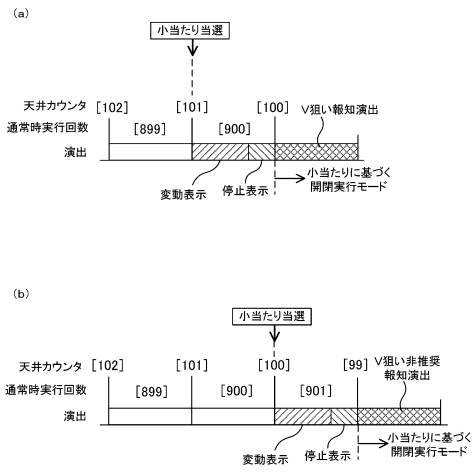 (a)
小当たり当選
天井カウンタ [102] [101] [100] V狙い報知演出
通常時実行回数 [899] [900]
演出
変動表示 停止表示 小当たりに基づく
開閉実行モード
(b)
小当たり当選
天井カウンタ [102] [101] [100] [99] V狙い非推奨
報知演出
通常時実行回数 [899] [900] [901]
演出
変動表示 停止表示 小当たりに基づく
開閉実行モード